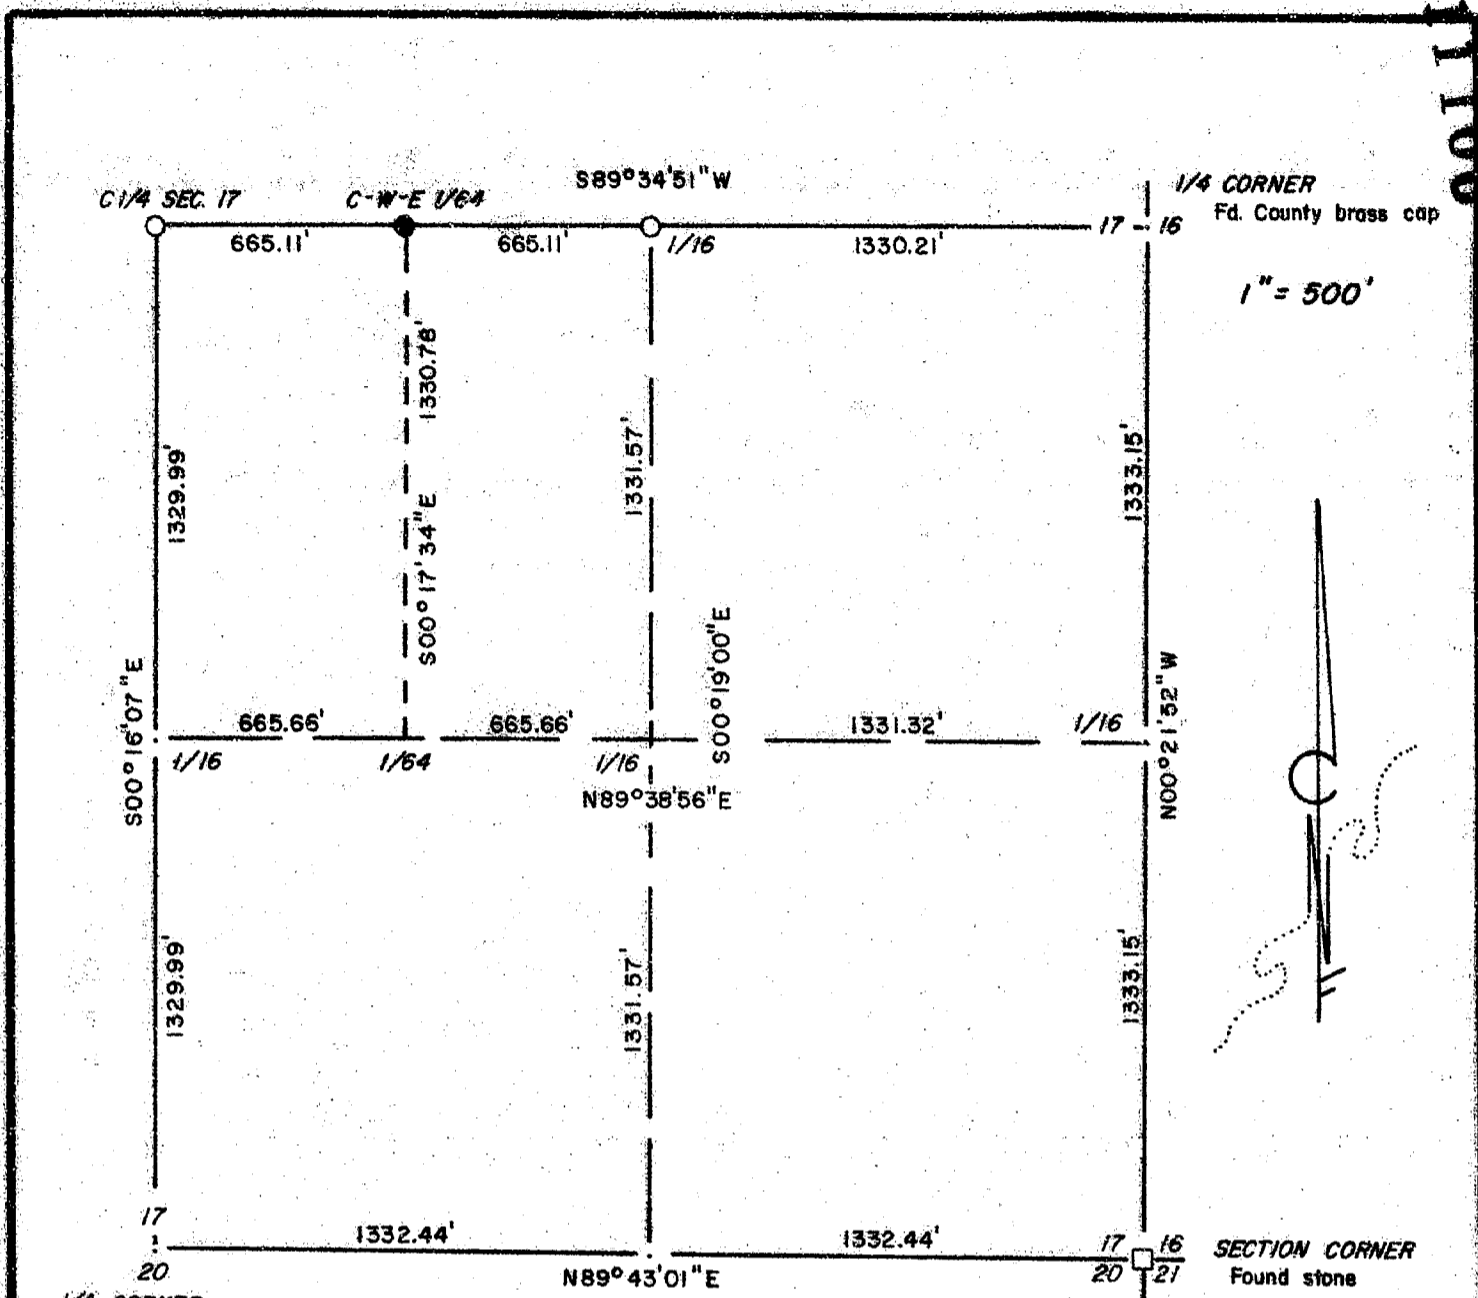 11100
S89°34'51"W
C 1/4 SEC. 17
C-W-E 1/64
1/4 CORNER
Fd. County brass cap
665.11'
665.11'
1/16
1330.21'
17
16
1" = 500'
1330.78'
1329.99'
1331.57'
1333.15'
S00°17'34"E
S00°16'07"E
S00°19'00"E
N00°21'52"W
665.66'
665.66'
1331.32'
1/16
1/16
1/64
1/16
N89°38'56"E
1329.99'
1331.57'
1333.15'
17
20
1332.44'
1332.44'
N89°43'01"E
17
16
20
21
SECTION CORNER
Found stone
1/4 CORNER